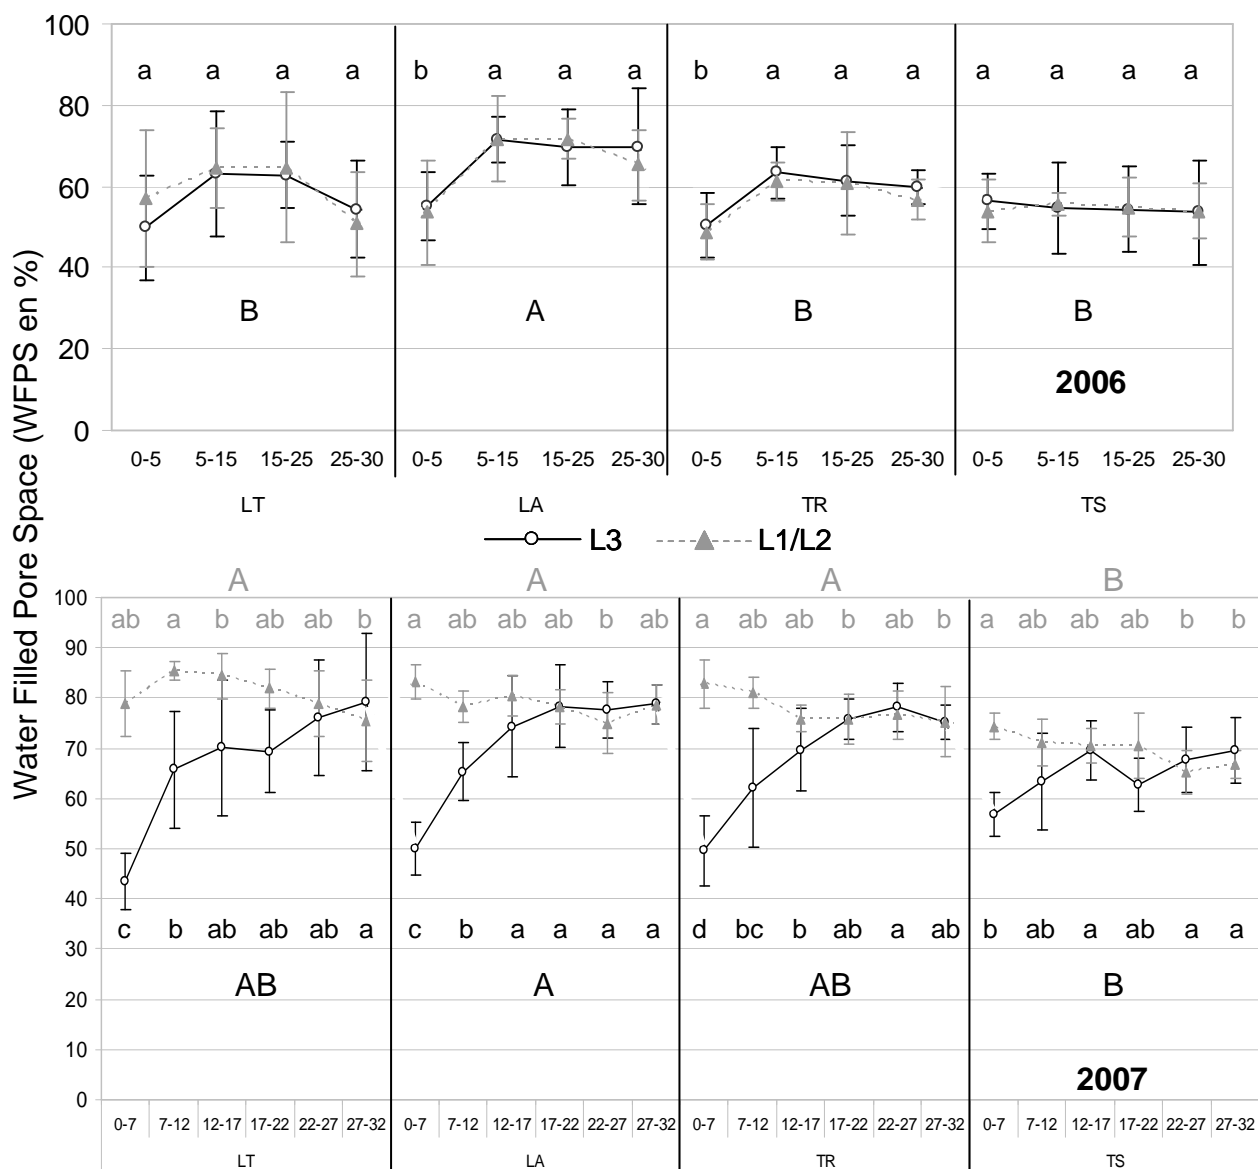 Water Filled Pore Space (WFPS en %)
100
a a a a b a a a b a a a a a a a
80
60
40
B A B B
20
2006
0
0-5 5-15 15-25 25-30 0-5 5-15 15-25 25-30 0-5 5-15 15-25 25-30 0-5 5-15 15-25 25-30
LT LA TR TS
L3 L1/L2
A A A B
100
ab a b ab ab b a ab ab ab b ab a ab ab b ab b a ab ab ab b b
90
80
70
60
50
40
c b ab ab ab a c b a a a a d bc b ab a ab b ab a ab a a
30
AB A AB B
20
10
2007
0
0-7 7-12 12-17 17-22 22-27 27-32 0-7 7-12 12-17 17-22 22-27 27-32 0-7 7-12 12-17 17-22 22-27 27-32 0-7 7-12 12-17 17-22 22-27 27-32
LT LA TR TS